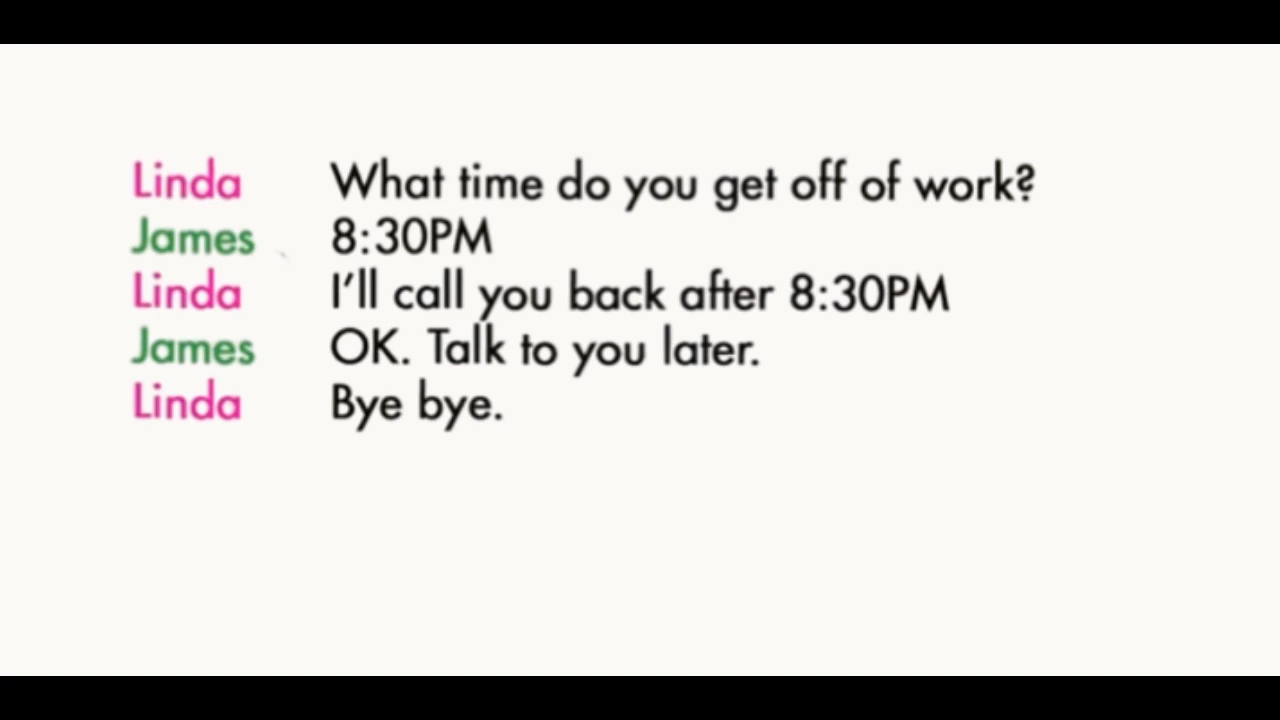 Linda What time do you get off of work?
James 8:30PM
Linda I'll call you back after 8:30PM
James OK. Talk to you later.
Linda Bye bye.